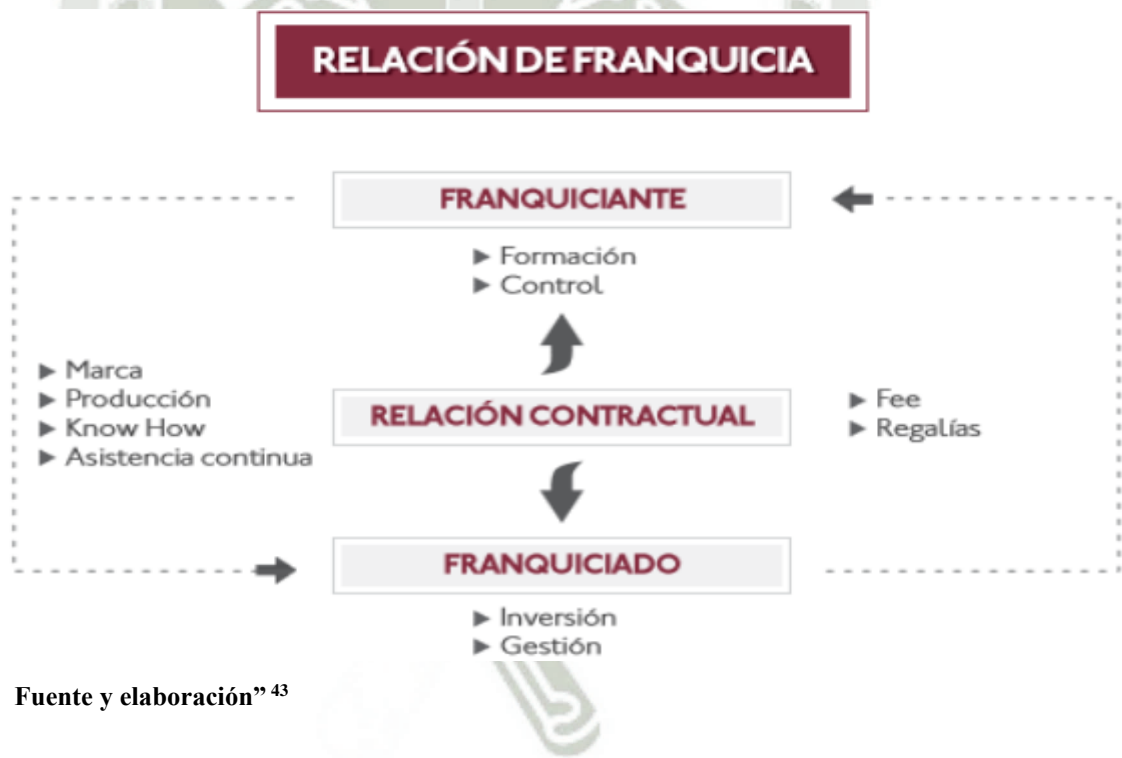 RELACIÓN DE FRANQUICIA
FRANQUICIANTE
► Formación
► Control
► Marca
► Producción
► Know How
► Asistencia continua
RELACIÓN CONTRACTUAL
► Fee
► Regalías
FRANQUICIADO
► Inversión
► Gestión
Fuente y elaboración” 43